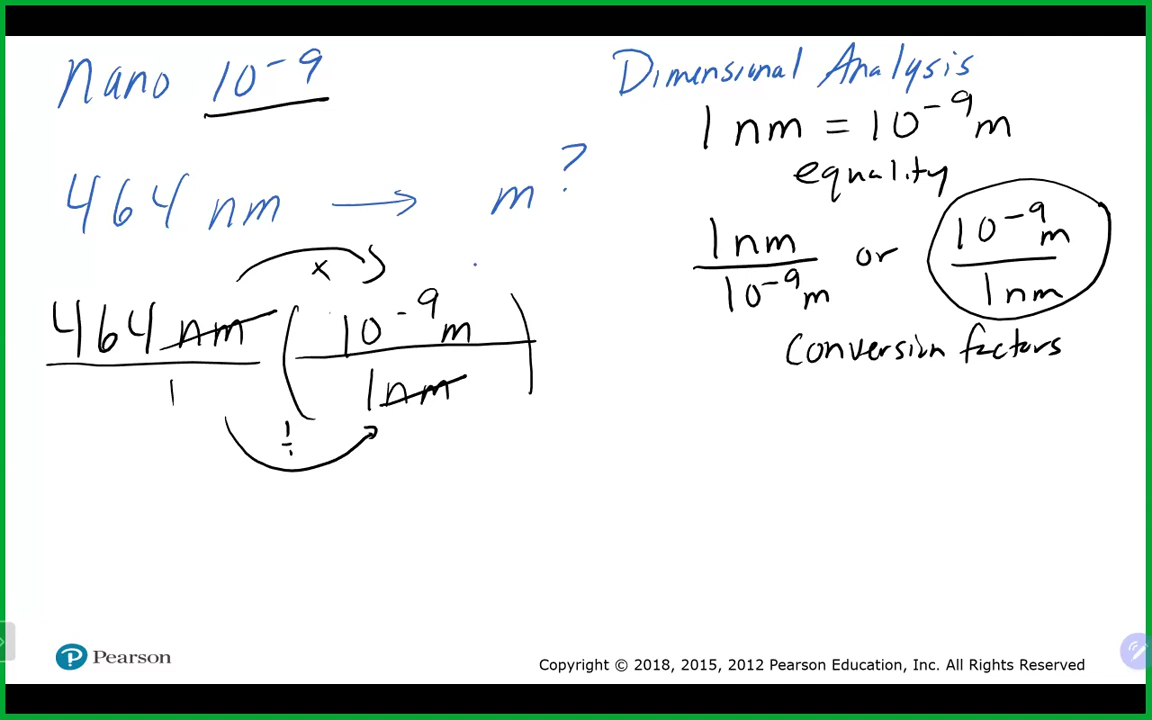 Nano 10⁻⁹
464 nm → m?
×
464 nm / 1 (10⁻⁹ m / 1 nm)
÷
Dimensional Analysis
1 nm = 10⁻⁹ m
equality
1 nm / 10⁻⁹ m or 10⁻⁹ m / 1 nm
Conversion factors
P Pearson
Copyright © 2018, 2015, 2012 Pearson Education, Inc. All Rights Reserved